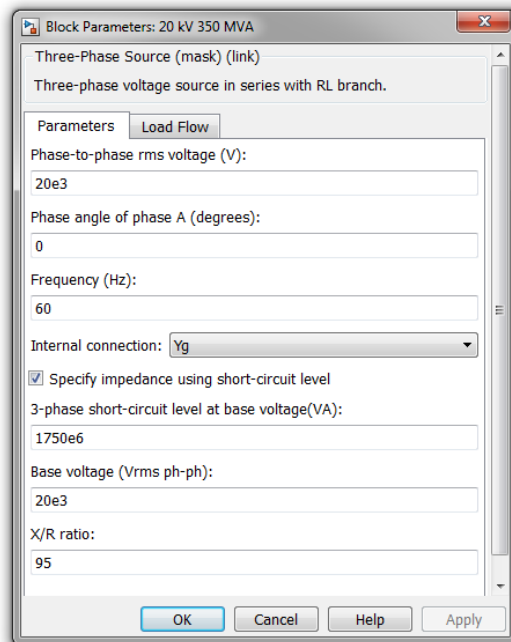 Block Parameters: 20 kV 350 MVA
Three-Phase Source (mask) (link)
Three-phase voltage source in series with RL branch.
Parameters Load Flow
Phase-to-phase rms voltage (V):
20e3
Phase angle of phase A (degrees):
0
Frequency (Hz):
60
Internal connection: Yg
Specify impedance using short-circuit level
3-phase short-circuit level at base voltage(VA):
1750e6
Base voltage (Vrms ph-ph):
20e3
X/R ratio:
95
OK Cancel Help Apply